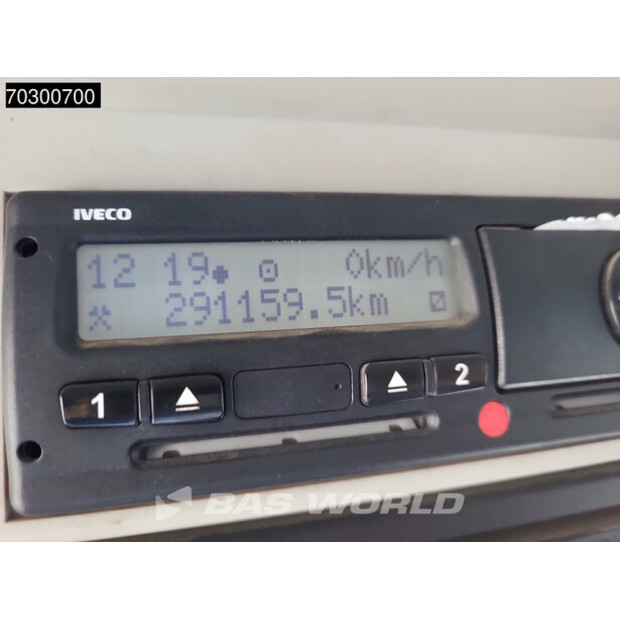 70300700
IVECO
12 19 0km/h
291159.5km
1 2
BAS WORLD